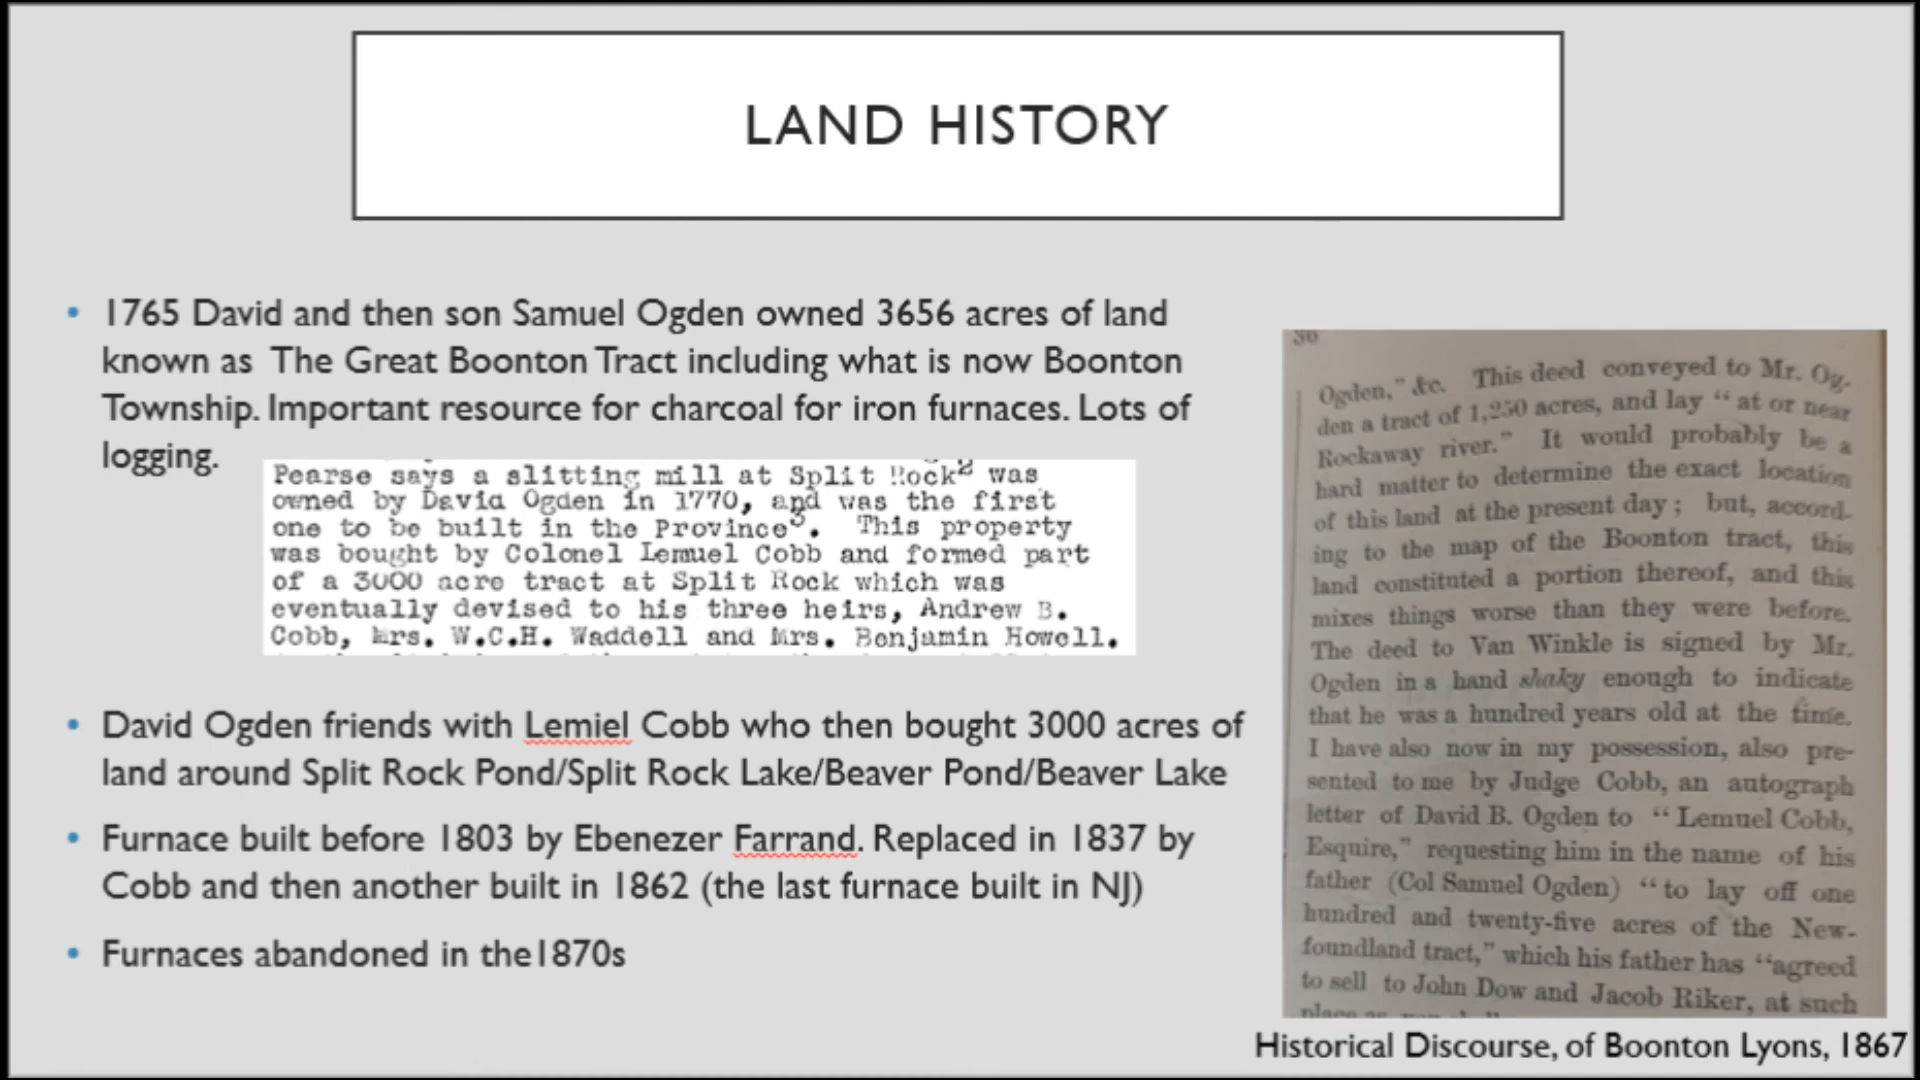 LAND HISTORY
• 1765 David and then son Samuel Ogden owned 3656 acres of land
known as The Great Boonton Tract including what is now Boonton
Township. Important resource for charcoal for iron furnaces. Lots of
logging.
Pearse says a slitting mill at Split Rock² was
owned by David Ogden in 1770, and was the first
one to be built in the Province³. This property
was bought by Colonel Lemuel Cobb and formed part
of a 3000 acre tract at Split Rock which was
eventually devised to his three heirs, Andrew B.
Cobb, Mrs. W.C.H. Waddell and Mrs. Benjamin Howell.
• David Ogden friends with Lemiel Cobb who then bought 3000 acres of
land around Split Rock Pond/Split Rock Lake/Beaver Pond/Beaver Lake
• Furnace built before 1803 by Ebenezer Farrand. Replaced in 1837 by
Cobb and then another built in 1862 (the last furnace built in NJ)
• Furnaces abandoned in the1870s
Ogden," &c. This deed conveyed to Mr. Og-
den a tract of 1,250 acres, and lay "at or near
Rockaway river." It would probably be a
hard matter to determine the exact location
of this land at the present day; but, accord-
ing to the map of the Boonton tract, this
land constituted a portion thereof, and this
mixes things worse than they were before.
The deed to Van Winkle is signed by Mr.
Ogden in a hand shaky enough to indicate
that he was a hundred years old at the time.
I have also now in my possession, also pre-
sented to me by Judge Cobb, an autograph
letter of David B. Ogden to "Lemuel Cobb,
Esquire," requesting him in the name of his
father (Col Samuel Ogden) "to lay off one
hundred and twenty-five acres of the New-
foundland tract," which his father has "agreed
to sell to John Dow and Jacob Riker, at such
Historical Discourse, of Boonton Lyons, 1867